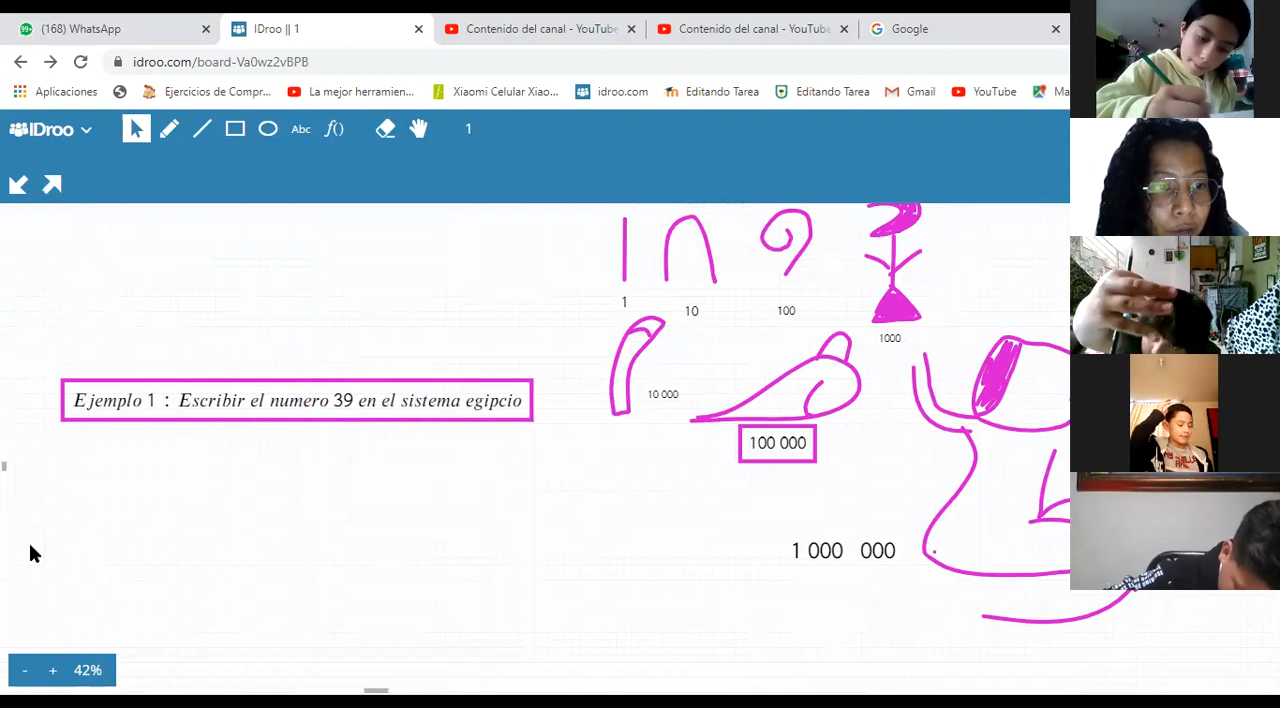 (168) WhatsApp
IDroo || 1
Contenido del canal - YouTube
Contenido del canal - YouTube
Google
idroo.com/board-Va0wz2vBPB
Aplicaciones
Ejercicios de Compr...
La mejor herramien...
Xiaomi Celular Xiao...
idroo.com
Editando Tarea
Editando Tarea
Gmail
YouTube
Ma
IDroo
Abc
f()
1
1
10
100
1000
10 000
100 000
1 000 000
Ejemplo 1 : Escribir el numero 39 en el sistema egipcio
- + 42%